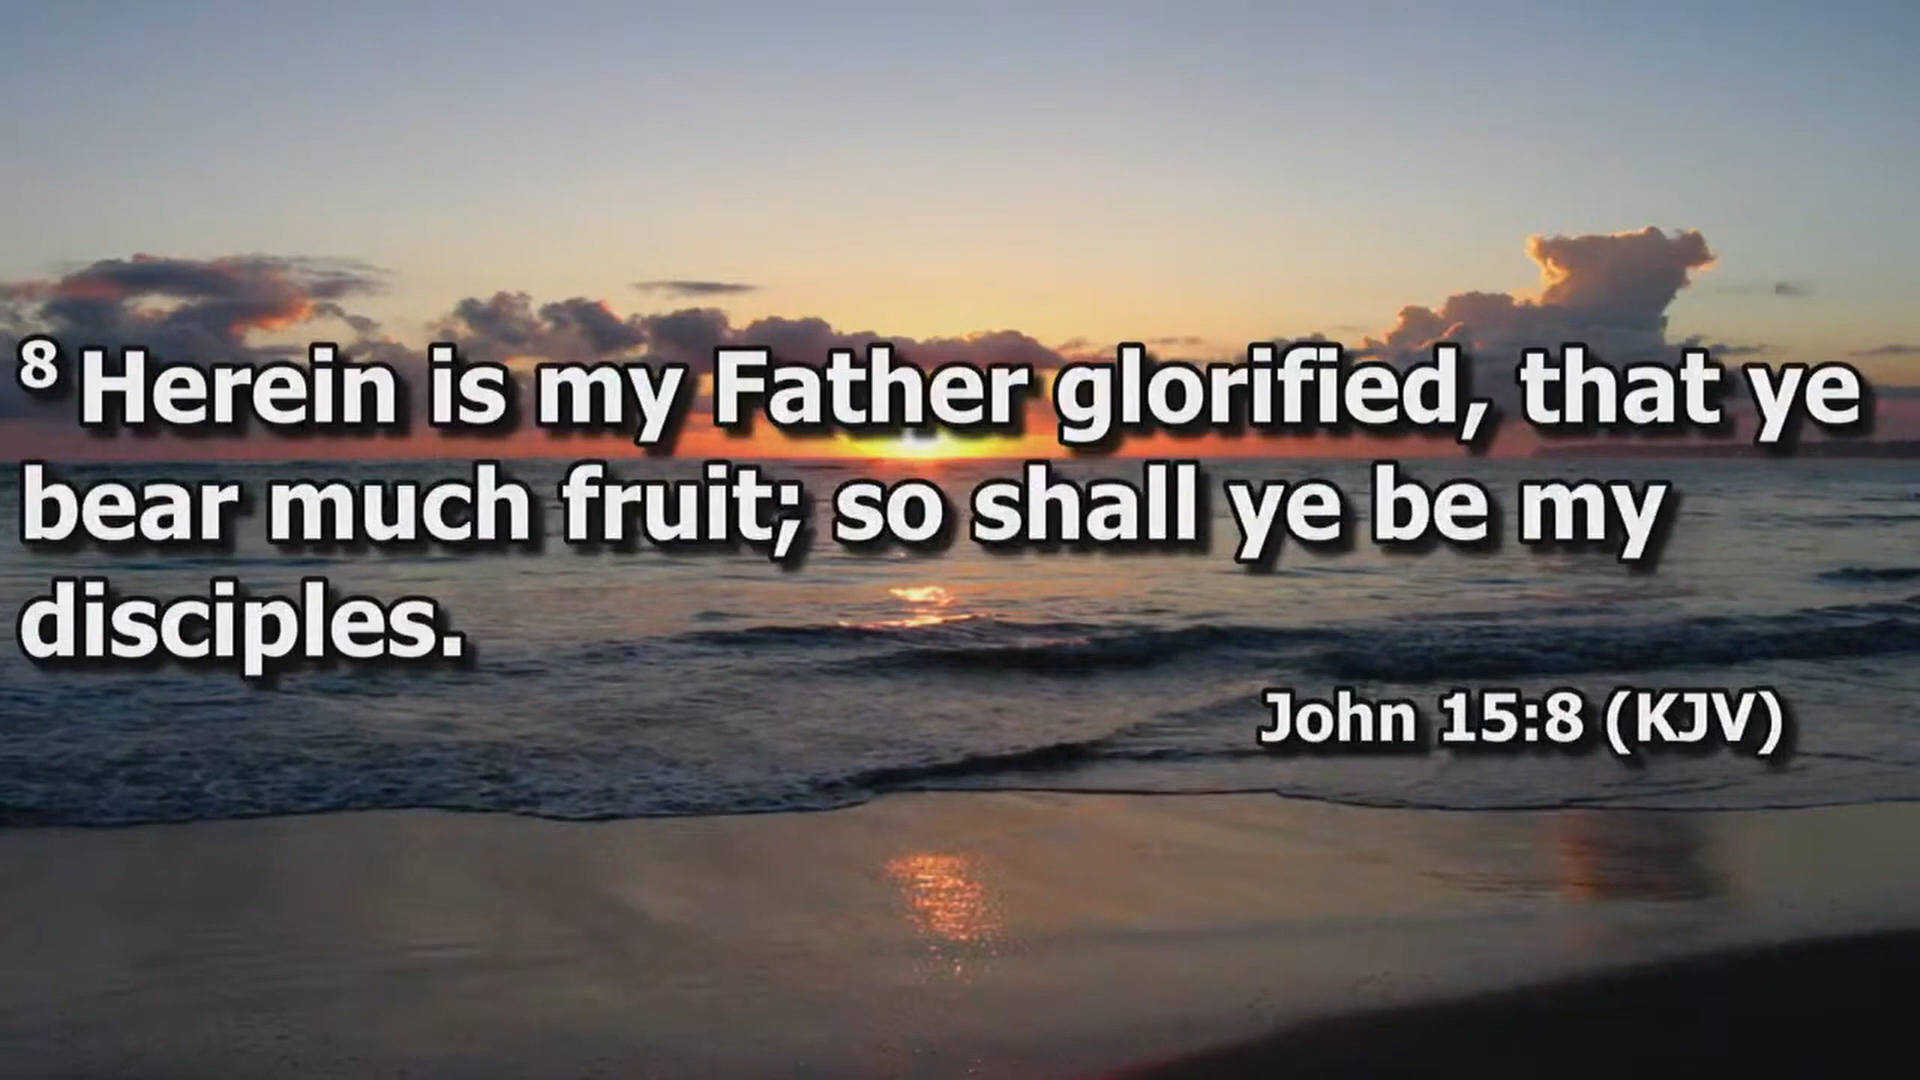 8 Herein is my Father glorified, that ye
bear much fruit; so shall ye be my
disciples.
John 15:8 (KJV)